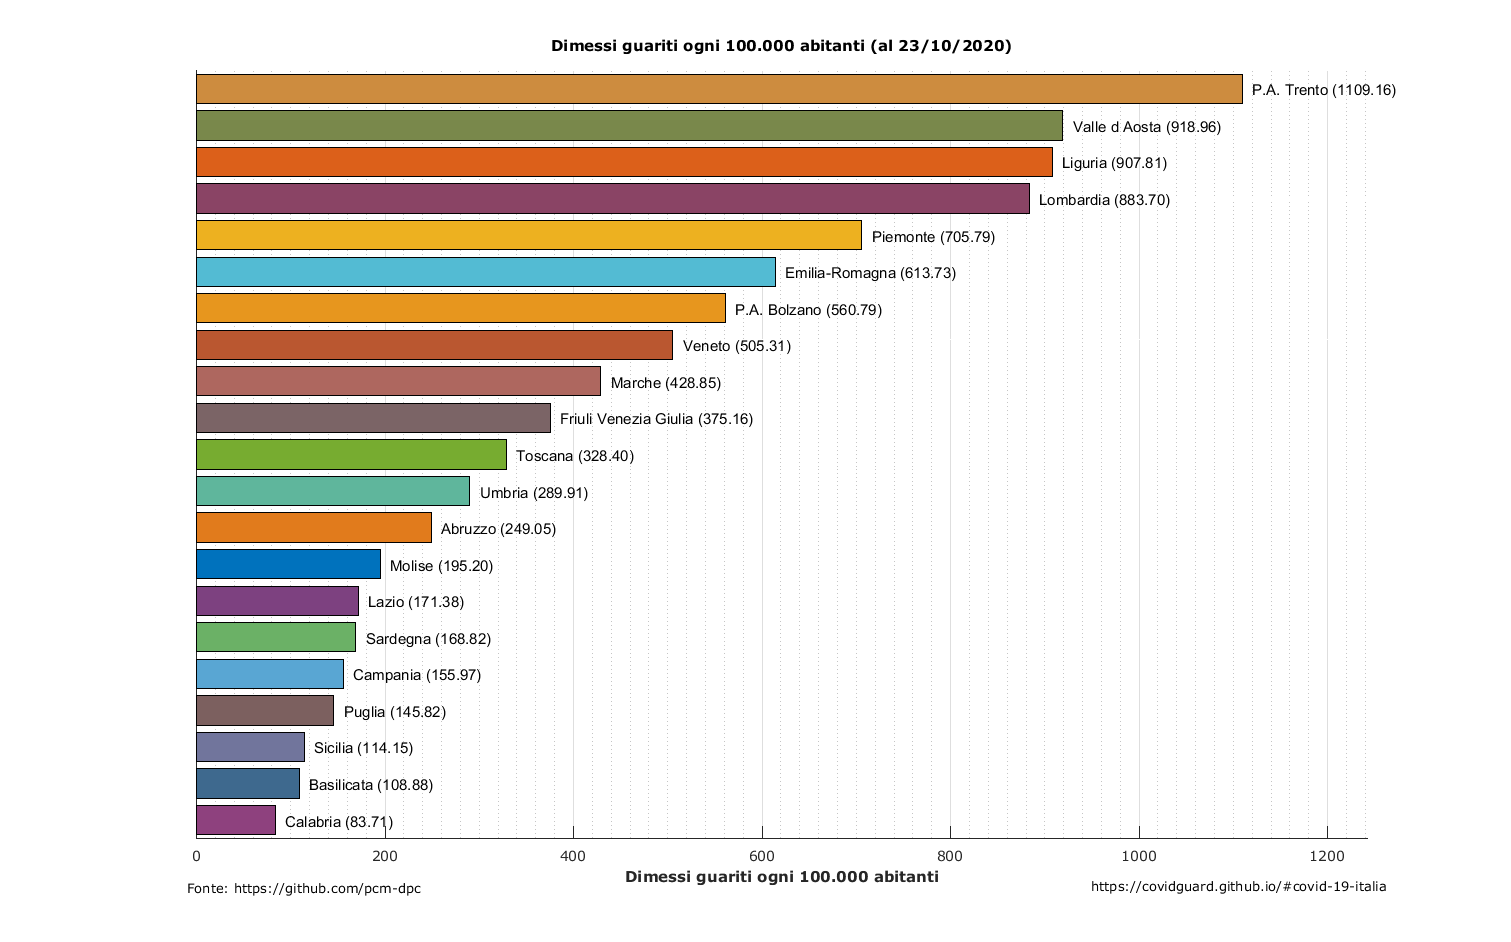 Dimessi guariti ogni 100.000 abitanti (al 23/10/2020)
P.A. Trento (1109.16)
Valle d Aosta (918.96)
Liguria (907.81)
Lombardia (883.70)
Piemonte (705.79)
Emilia-Romagna (613.73)
P.A. Bolzano (560.79)
Veneto (505.31)
Marche (428.85)
Friuli Venezia Giulia (375.16)
Toscana (328.40)
Umbria (289.91)
Abruzzo (249.05)
Molise (195.20)
Lazio (171.38)
Sardegna (168.82)
Campania (155.97)
Puglia (145.82)
Sicilia (114.15)
Basilicata (108.88)
Calabria (83.71)
0 200 400 600 800 1000 1200
Dimessi guariti ogni 100.000 abitanti
Fonte: https://github.com/pcm-dpc
https://covidguard.github.io/#covid-19-italia